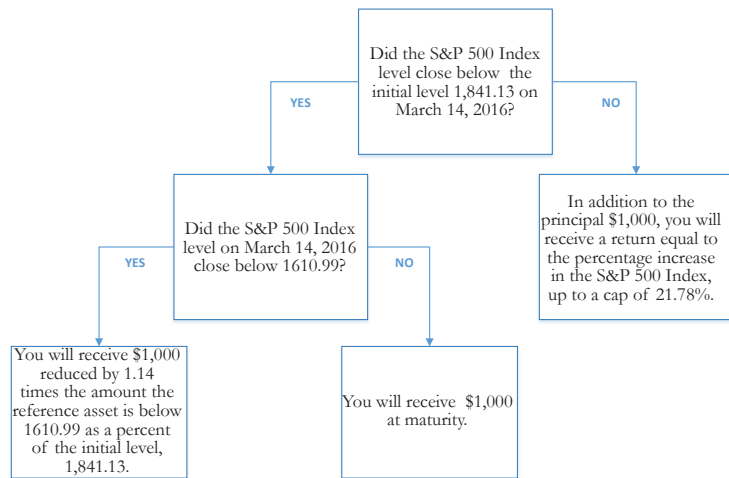 Did the S&P 500 Index
level close below the
initial level 1,841.13 on
March 14, 2016?
YES
NO
Did the S&P 500 Index
level on March 14, 2016
close below 1610.99?
In addition to the
principal $1,000, you will
receive a return equal to
the percentage increase
in the S&P 500 Index,
up to a cap of 21.78%.
YES
NO
You will receive $1,000
reduced by 1.14
times the amount the
reference asset is below
1610.99 as a percent
of the initial level,
1,841.13.
You will receive $1,000
at maturity.